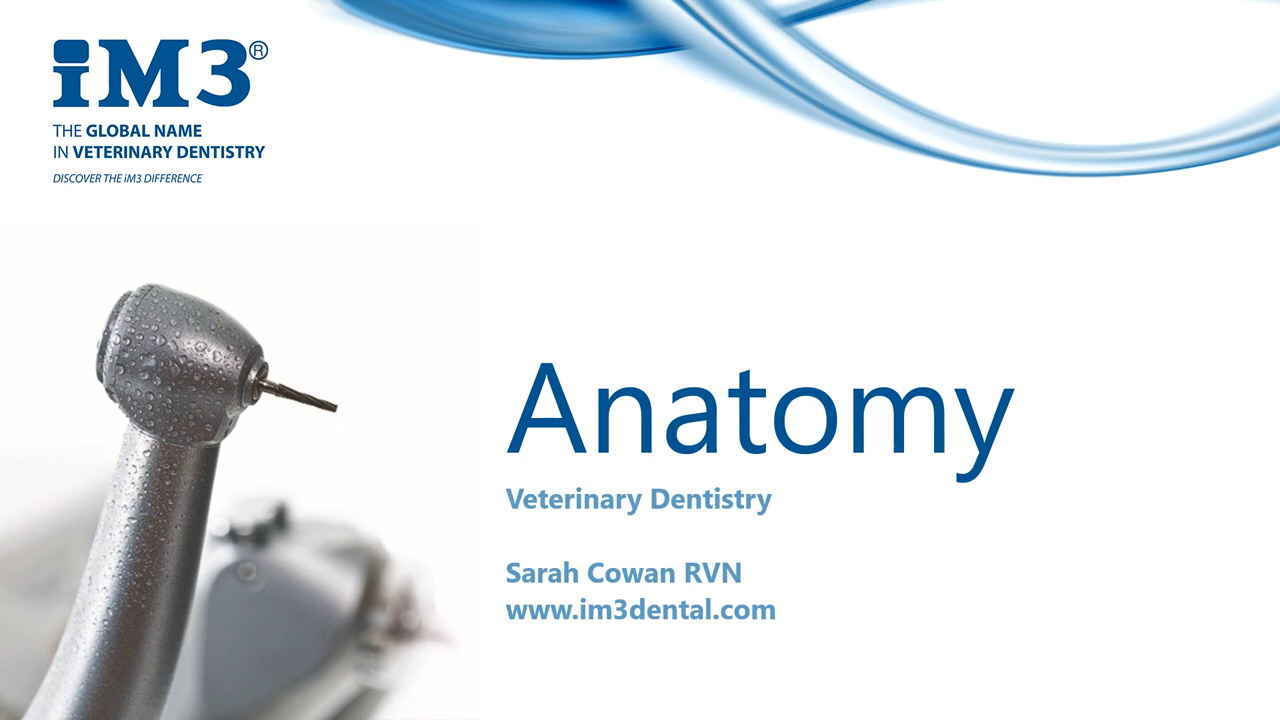 iM3®
THE GLOBAL NAME
IN VETERINARY DENTISTRY
DISCOVER THE iM3 DIFFERENCE
Anatomy
Veterinary Dentistry
Sarah Cowan RVN
www.im3dental.com